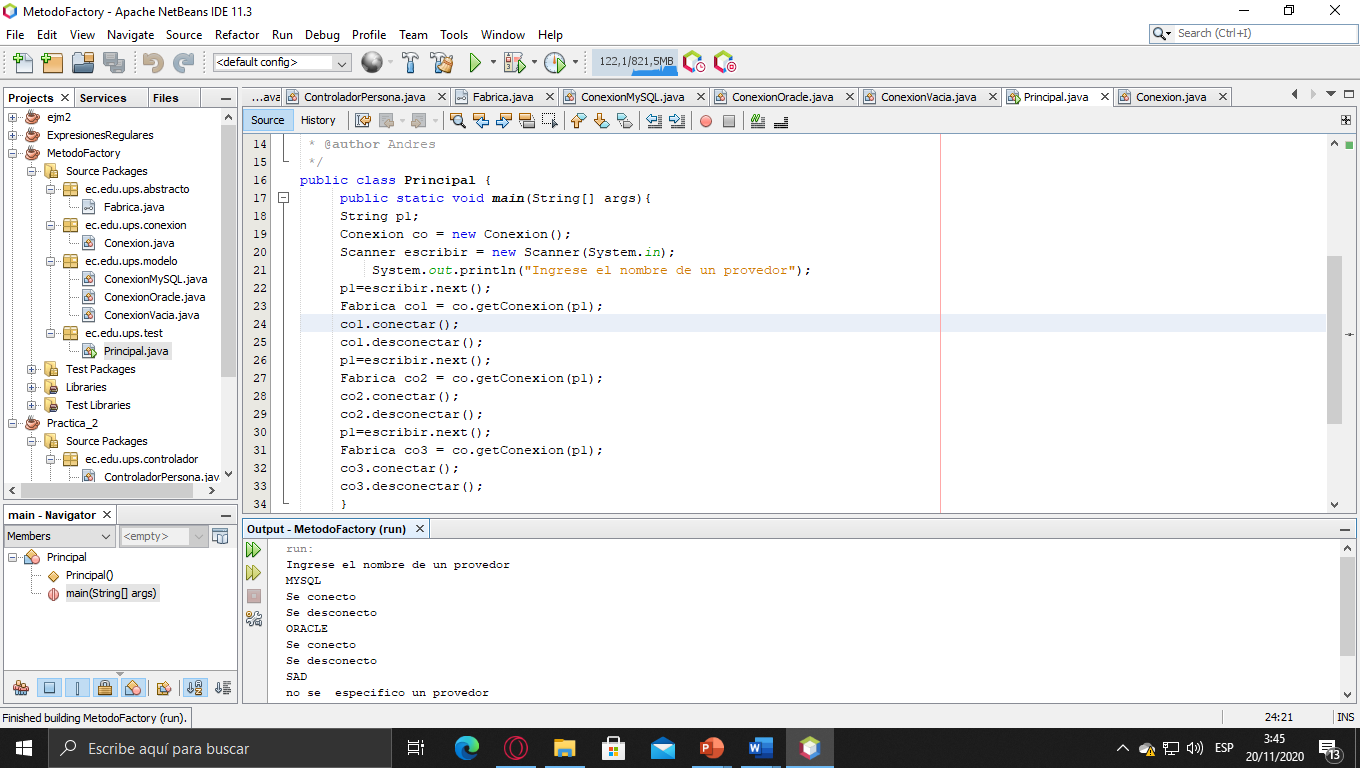 MetodoFactory - Apache NetBeans IDE 11.3
File Edit View Navigate Source Refactor Run Debug Profile Team Tools Window Help
Search (Ctrl+I)
<default config>
122,1/821,5MB
Projects Services Files
ejm2
ExpresionesRegulares
MetodoFactory
Source Packages
ec.edu.ups.abstracto
Fabrica.java
ec.edu.ups.conexion
Conexion.java
ec.edu.ups.modelo
ConexionMySQL.java
ConexionOracle.java
ConexionVacia.java
ec.edu.ups.test
Principal.java
Test Packages
Libraries
Test Libraries
Practica_2
Source Packages
ec.edu.ups.controlador
ControladorPersona.jav
...ava ControladorPersona.java Fabrica.java ConexionMySQL.java ConexionOracle.java ConexionVacia.java Principal.java Conexion.java
Source History
14 * @author Andres
15 */
16 public class Principal {
17 public static void main(String[] args){
18 String p1;
19 Conexion co = new Conexion();
20 Scanner escribir = new Scanner(System.in);
21 System.out.println("Ingrese el nombre de un provedor");
22 p1=escribir.next();
23 Fabrica co1 = co.getConexion(p1);
24 co1.conectar();
25 co1.desconectar();
26 p1=escribir.next();
27 Fabrica co2 = co.getConexion(p1);
28 co2.conectar();
29 co2.desconectar();
30 p1=escribir.next();
31 Fabrica co3 = co.getConexion(p1);
32 co3.conectar();
33 co3.desconectar();
34 }
main - Navigator
Members <empty>
Principal
Principal()
main(String[] args)
Output - MetodoFactory (run)
run:
Ingrese el nombre de un provedor
MYSQL
Se conecto
Se desconecto
ORACLE
Se conecto
Se desconecto
SAD
no se  especifico un provedor
Finished building MetodoFactory (run).
24:21 INS
Escribe aquí para buscar
ESP
3:45
20/11/2020
13